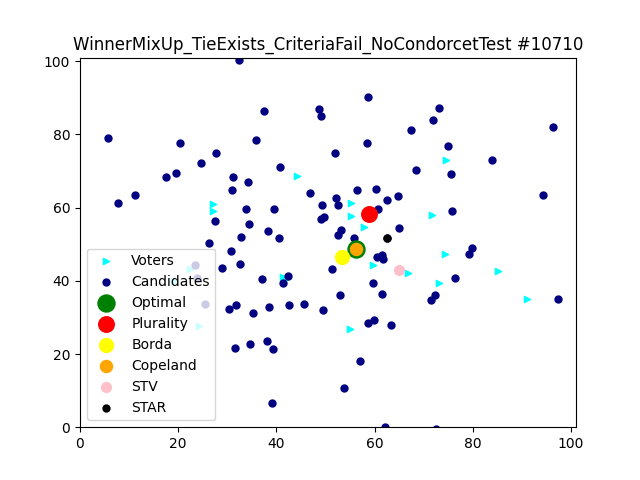 WinnerMixUp_TieExists_CriteriaFail_NoCondorcetTest #10710
100
80
60
40
20
0
Voters
Candidates
Optimal
Plurality
Borda
Copeland
STV
STAR
0 20 40 60 80 100